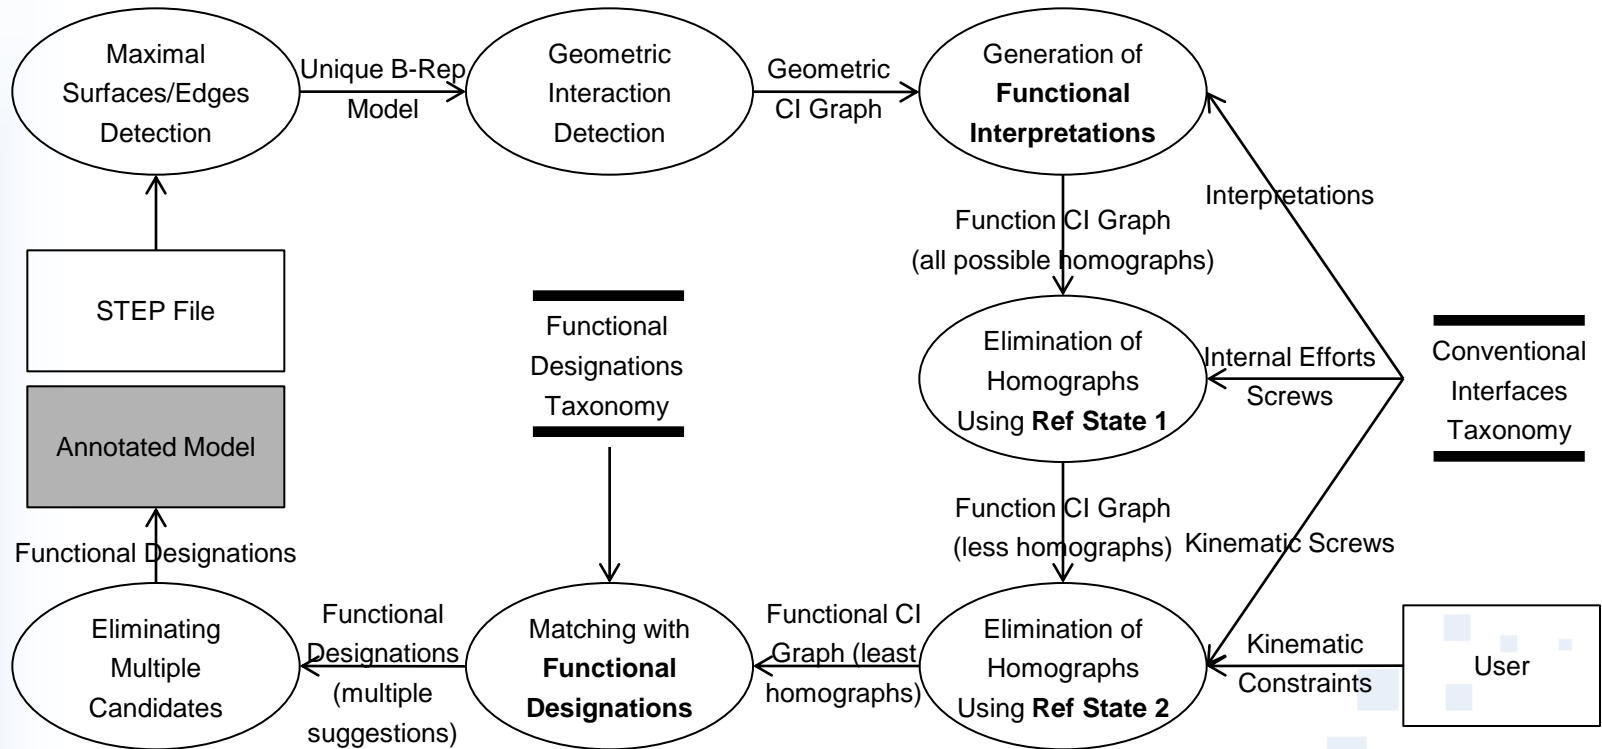 Maximal
Surfaces/Edges
Detection
Unique B-Rep
Model
Geometric
Interaction
Detection
Geometric
CI Graph
Generation of
Functional
Interpretations
Interpretations
Function CI Graph
(all possible homographs)
STEP File
Functional
Designations
Taxonomy
Elimination of
Homographs
Using Ref State 1
Internal Efforts
Screws
Conventional
Interfaces
Taxonomy
Annotated Model
Function CI Graph
(less homographs)
Kinematic Screws
Functional Designations
Eliminating
Multiple
Candidates
Functional
Designations
(multiple
suggestions)
Matching with
Functional
Designations
Functional CI
Graph (least
homographs)
Elimination of
Homographs
Using Ref State 2
Kinematic
Constraints
User